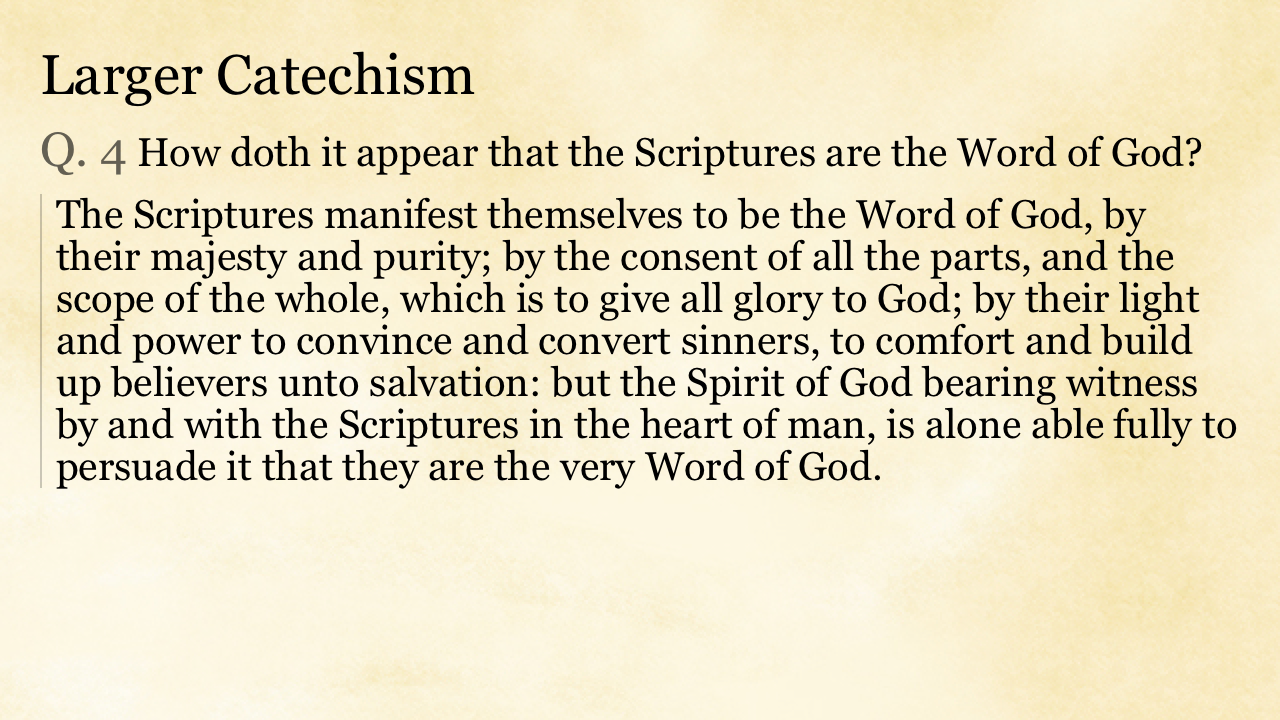 Larger Catechism
Q. 4 How doth it appear that the Scriptures are the Word of God?
The Scriptures manifest themselves to be the Word of God, by
their majesty and purity; by the consent of all the parts, and the
scope of the whole, which is to give all glory to God; by their light
and power to convince and convert sinners, to comfort and build
up believers unto salvation: but the Spirit of God bearing witness
by and with the Scriptures in the heart of man, is alone able fully to
persuade it that they are the very Word of God.